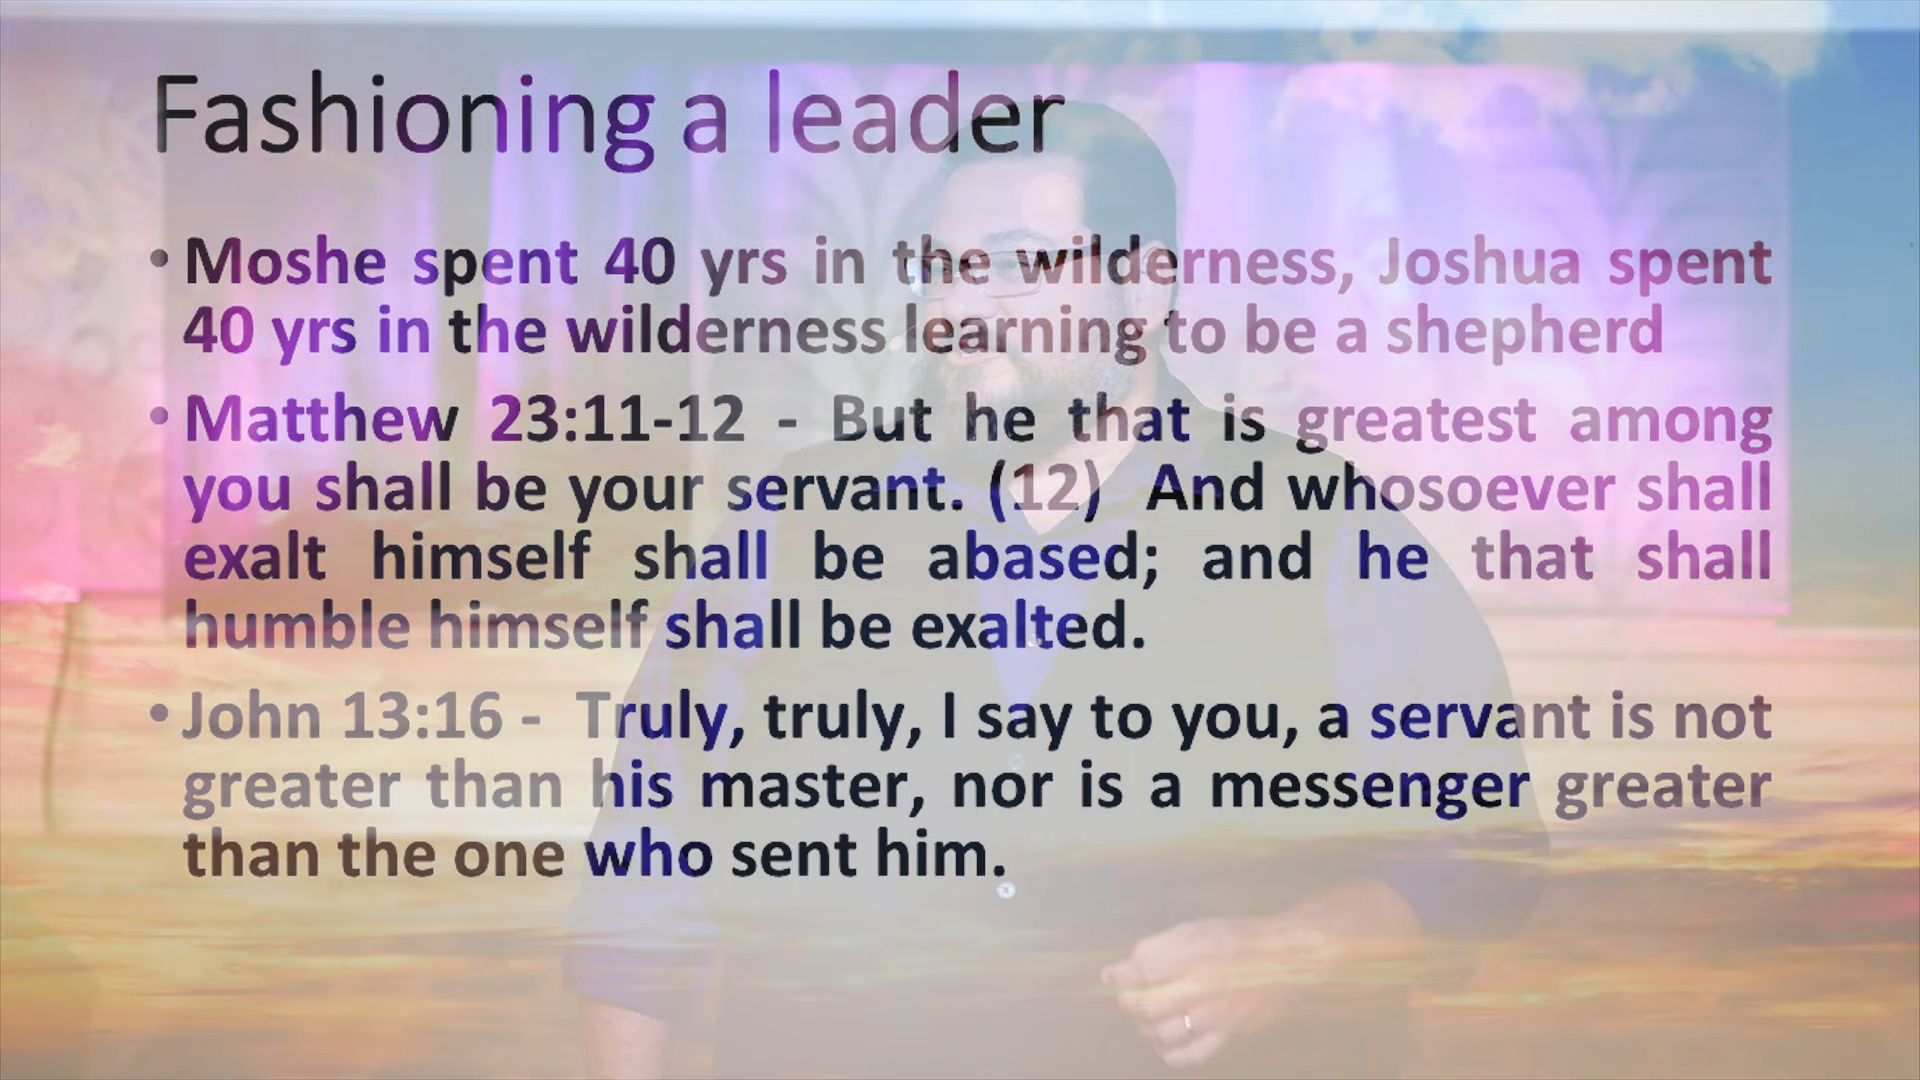 Fashioning a leader
• Moshe spent 40 yrs in the wilderness, Joshua spent
40 yrs in the wilderness learning to be a shepherd
• Matthew 23:11-12 - But he that is greatest among
you shall be your servant. (12) And whosoever shall
exalt himself shall be abased; and he that shall
humble himself shall be exalted.
• John 13:16 - Truly, truly, I say to you, a servant is not
greater than his master, nor is a messenger greater
than the one who sent him.